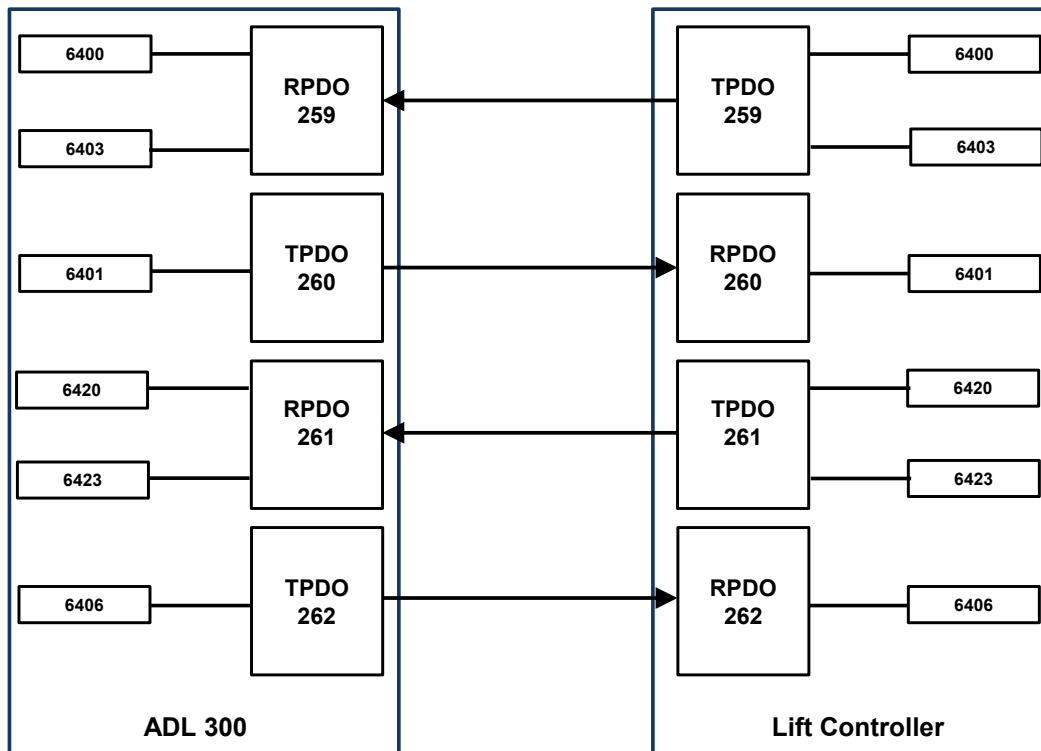 6400
RPDO
259
6403
TPDO
259
6400
6403
6401
TPDO
260
RPDO
260
6401
6420
RPDO
261
6423
TPDO
261
6420
6423
6406
TPDO
262
RPDO
262
6406
ADL 300
Lift Controller